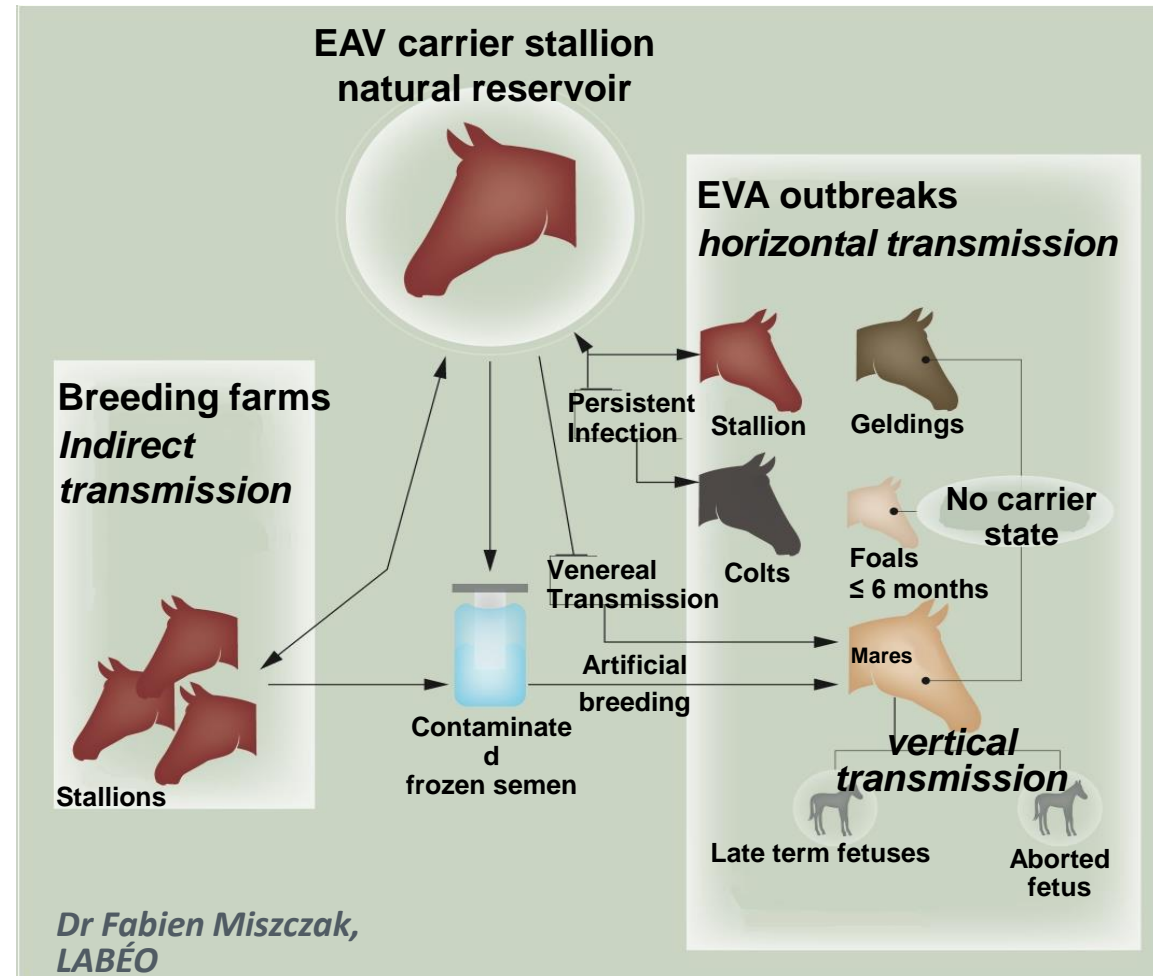 EAV carrier stallion
natural reservoir
EVA outbreaks
horizontal transmission
Breeding farms
Indirect
transmission
Persistent
Infection
Stallion
Geldings
No carrier
state
Colts
Foals
≤ 6 months
Venereal
Transmission
Mares
Artificial
breeding
Contaminate
d
frozen semen
Stallions
vertical
transmission
Late term fetuses
Aborted
fetus
Dr Fabien Miszczak,
LABÉO